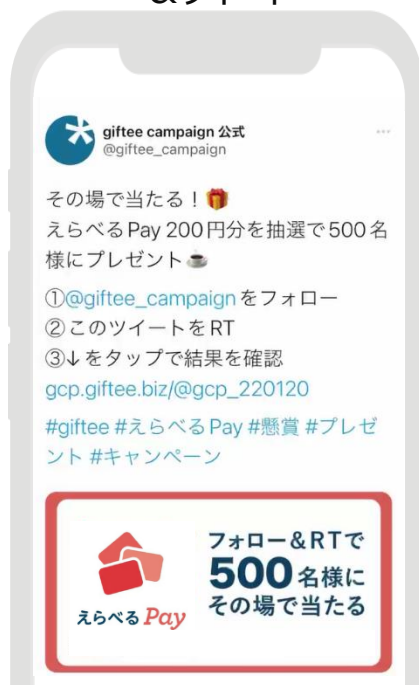 giftee campaign 公式
@giftee_campaign
その場で当たる！🎁
えらべるPay 200円分を抽選で500名
様にプレゼント☕
①@giftee_campaignをフォロー
②このツイートをRT
③↓をタップで結果を確認
gcp.giftee.biz/@gcp_220120
#giftee #えらべるPay #懸賞 #プレゼ
ント #キャンペーン
フォロー&RTで
500名様に
その場で当たる
えらべるPay